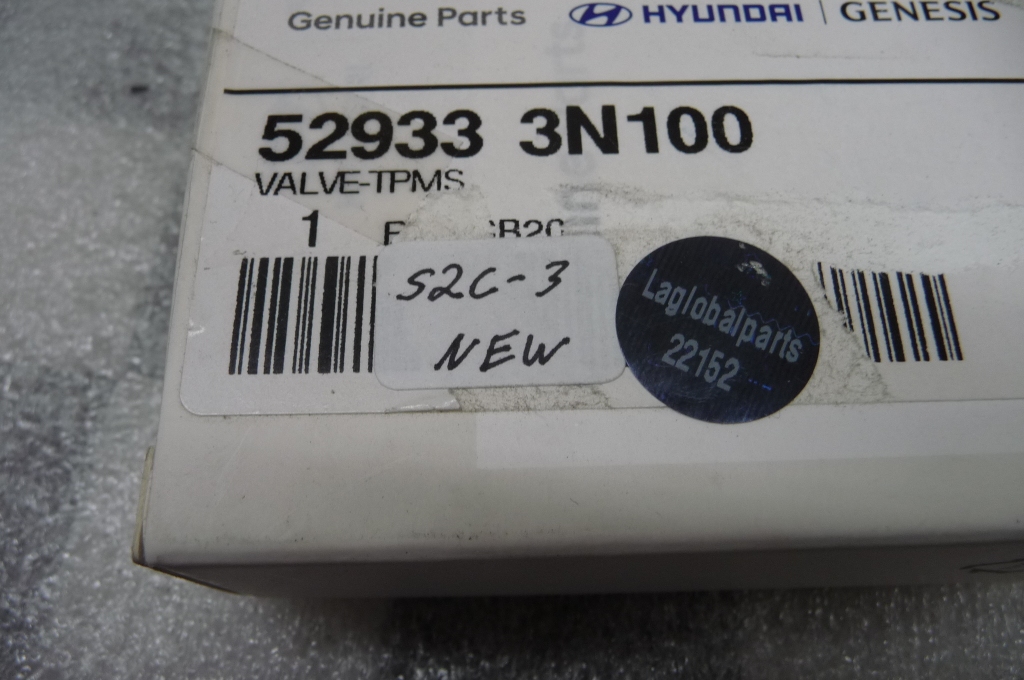 Genuine Parts HYUNDAI | GENESIS
52933 3N100
VALVE-TPMS
1
S2C-3
NEW
Laglobalparts
22152